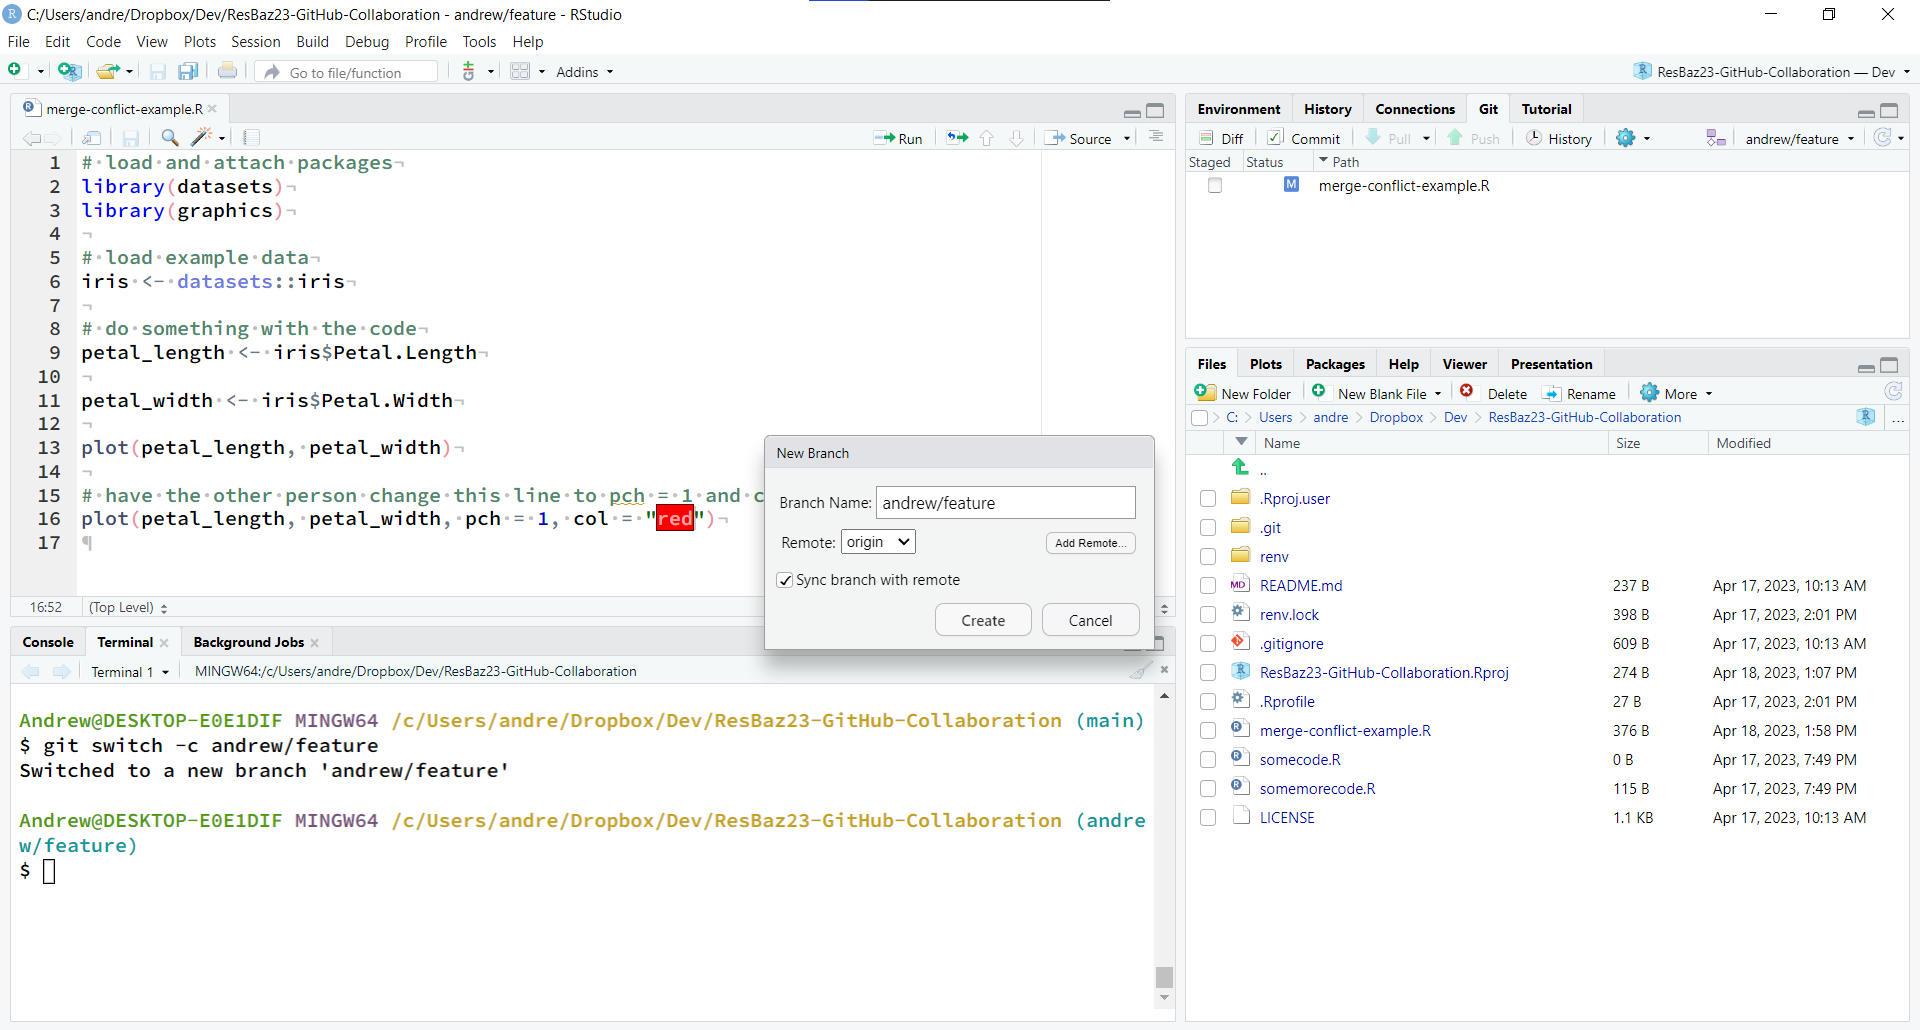 C:/Users/andre/Dropbox/Dev/ResBaz23-GitHub-Collaboration - andrew/feature - RStudio
File Edit Code View Plots Session Build Debug Profile Tools Help
Go to file/function Addins ResBaz23-GitHub-Collaboration — Dev
merge-conflict-example.R
Run Source
1 # load and attach packages
2 library(datasets)
3 library(graphics)
4
5 # load example data
6 iris <- datasets::iris
7
8 # do something with the code
9 petal_length <- iris$Petal.Length
10
11 petal_width <- iris$Petal.Width
12
13 plot(petal_length, petal_width)
14
15 # have the other person change this line to pch = 1 and c
16 plot(petal_length, petal_width, pch = 1, col = "red")
17
16:52 (Top Level)
New Branch
Branch Name: andrew/feature
Remote: origin Add Remote...
Sync branch with remote
Create Cancel
Console Terminal Background Jobs
Terminal 1 MINGW64:/c/Users/andre/Dropbox/Dev/ResBaz23-GitHub-Collaboration
Andrew@DESKTOP-E0E1DIF MINGW64 /c/Users/andre/Dropbox/Dev/ResBaz23-GitHub-Collaboration (main)
$ git switch -c andrew/feature
Switched to a new branch 'andrew/feature'
Andrew@DESKTOP-E0E1DIF MINGW64 /c/Users/andre/Dropbox/Dev/ResBaz23-GitHub-Collaboration (andre
w/feature)
$
Environment History Connections Git Tutorial
Diff Commit Pull Push History andrew/feature
Staged Status Path
M merge-conflict-example.R
Files Plots Packages Help Viewer Presentation
New Folder New Blank File Delete Rename More
C: Users andre Dropbox Dev ResBaz23-GitHub-Collaboration ...
Name Size Modified
..
.Rproj.user
.git
renv
README.md 237 B Apr 17, 2023, 10:13 AM
renv.lock 398 B Apr 17, 2023, 2:01 PM
.gitignore 609 B Apr 17, 2023, 10:13 AM
ResBaz23-GitHub-Collaboration.Rproj 274 B Apr 18, 2023, 1:07 PM
.Rprofile 27 B Apr 17, 2023, 2:01 PM
merge-conflict-example.R 376 B Apr 18, 2023, 1:58 PM
somecode.R 0 B Apr 17, 2023, 7:49 PM
somemorecode.R 115 B Apr 17, 2023, 7:49 PM
LICENSE 1.1 KB Apr 17, 2023, 10:13 AM